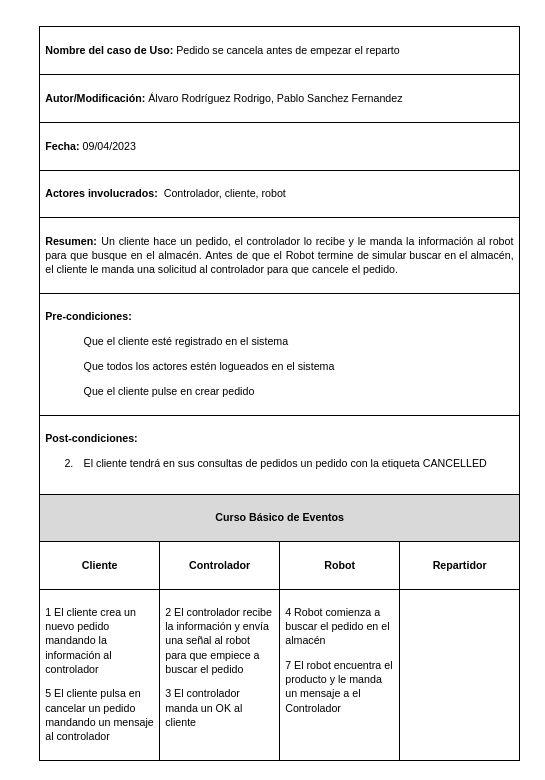 Nombre del caso de Uso: Pedido se cancela antes de empezar el reparto
Autor/Modificación: Álvaro Rodríguez Rodrigo, Pablo Sanchez Fernandez
Fecha: 09/04/2023
Actores involucrados: Controlador, cliente, robot
Resumen: Un cliente hace un pedido, el controlador lo recibe y le manda la información al robot
para que busque en el almacén. Antes de que el Robot termine de simular buscar en el almacén,
el cliente le manda una solicitud al controlador para que cancele el pedido.
Pre-condiciones:
Que el cliente esté registrado en el sistema
Que todos los actores estén logueados en el sistema
Que el cliente pulse en crear pedido
Post-condiciones:
2. El cliente tendrá en sus consultas de pedidos un pedido con la etiqueta CANCELLED
Curso Básico de Eventos
Cliente
Controlador
Robot
Repartidor
1 El cliente crea un
nuevo pedido
mandando la
información al
controlador
5 El cliente pulsa en
cancelar un pedido
mandando un mensaje
al controlador
2 El controlador recibe
la información y envía
una señal al robot
para que empiece a
buscar el pedido
3 El controlador
manda un OK al
cliente
4 Robot comienza a
buscar el pedido en el
almacén
7 El robot encuentra el
producto y le manda
un mensaje a el
Controlador